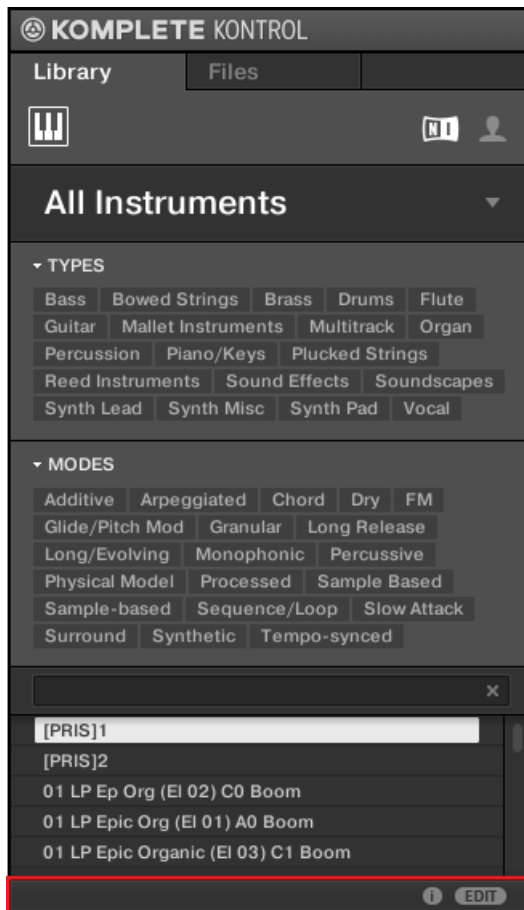 KOMPLETE KONTROL
Library Files
NI
All Instruments
TYPES
Bass Bowed Strings Brass Drums Flute
Guitar Mallet Instruments Multitrack Organ
Percussion Piano/Keys Plucked Strings
Reed Instruments Sound Effects Soundscapes
Synth Lead Synth Misc Synth Pad Vocal
MODES
Additive Arpeggiated Chord Dry FM
Glide/Pitch Mod Granular Long Release
Long/Evolving Monophonic Percussive
Physical Model Processed Sample Based
Sample-based Sequence/Loop Slow Attack
Surround Synthetic Tempo-synced
×
[PRIS]1
[PRIS]2
01 LP Ep Org (El 02) C0 Boom
01 LP Epic Org (El 01) A0 Boom
01 LP Epic Organic (El 03) C1 Boom
i EDIT